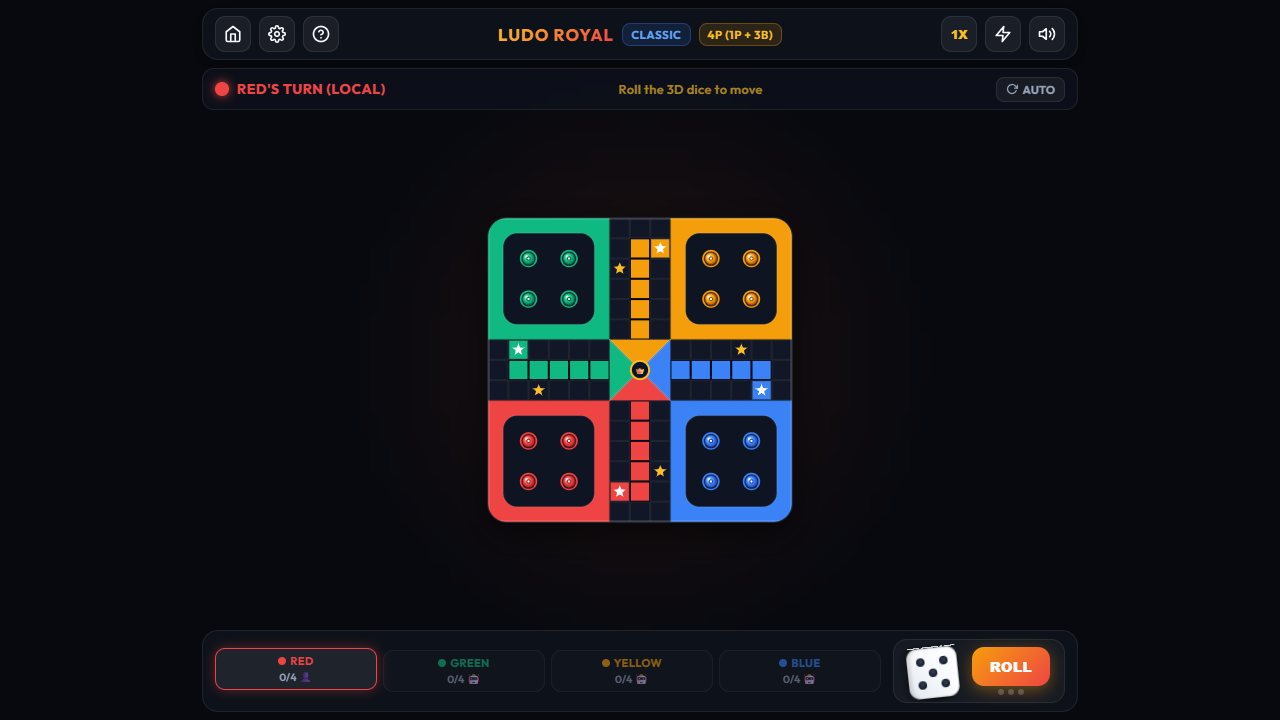 LUDO ROYAL
CLASSIC
4P (1P + 3B)
1X
RED'S TURN (LOCAL)
Roll the 3D dice to move
AUTO
RED
0/4
GREEN
0/4
YELLOW
0/4
BLUE
0/4
ROLL